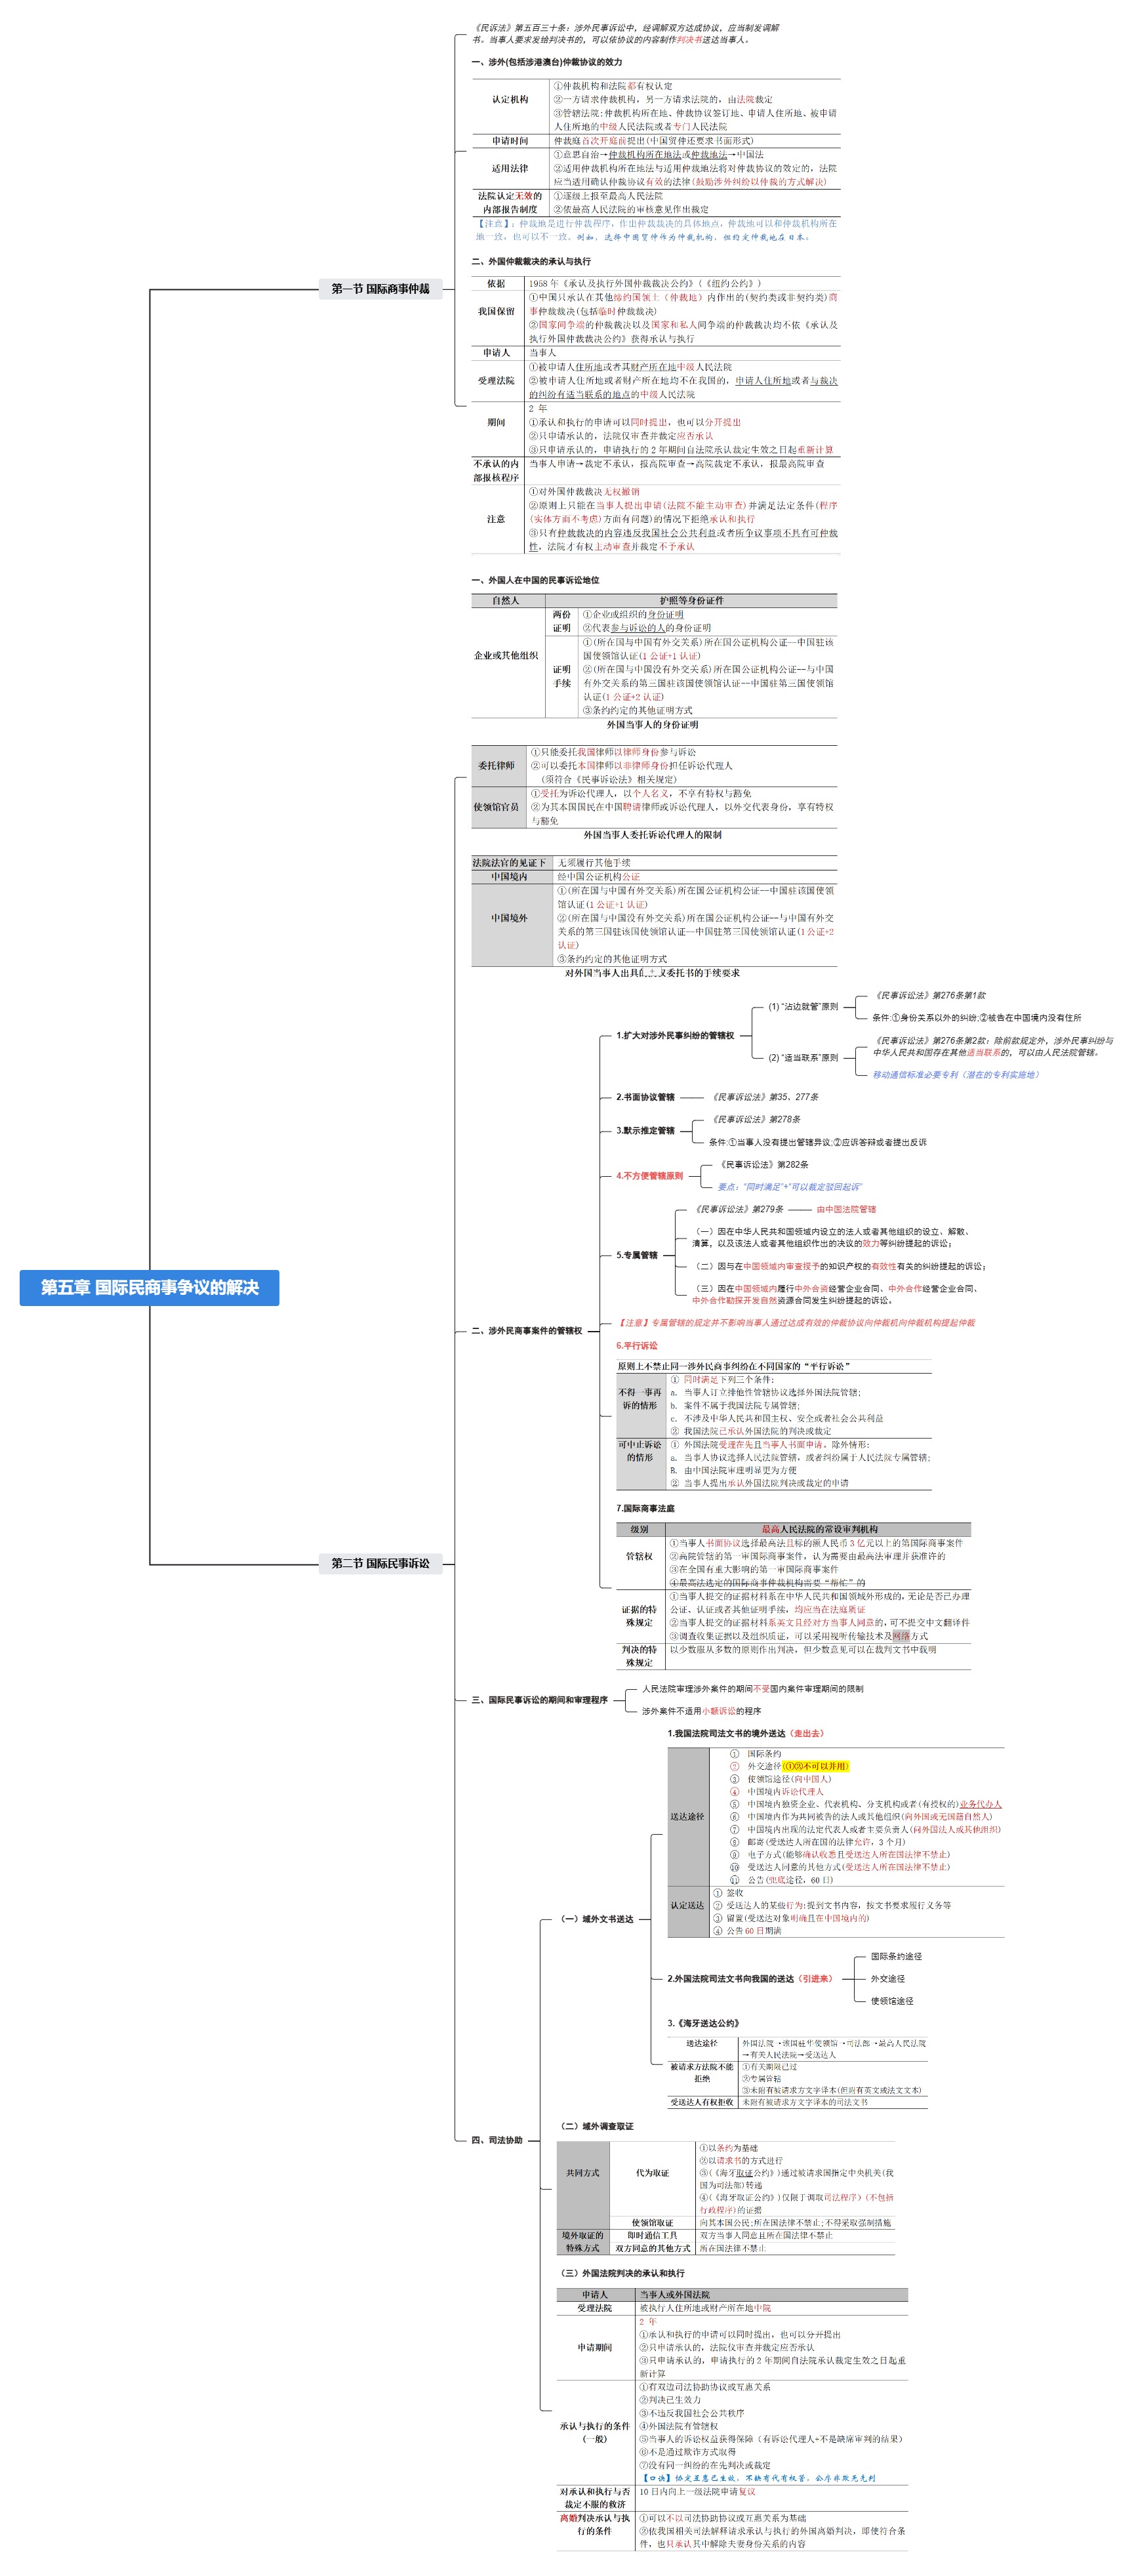 第五章 国际民商事争议的解决
第一节 国际商事仲裁
《民诉法》第五百三十条：涉外民事诉讼中，经调解双方达成协议，应当制发调解
书。当事人要求发给判决书的，可以依协议的内容制作判决书送达当事人。
一、涉外(包括涉港澳台)仲裁协议的效力
认定机构
①仲裁机构和法院都有权认定
②一方请求仲裁机构，另一方请求法院的，由法院裁定
③管辖法院:仲裁机构所在地、仲裁协议签订地、申请人住所地、被申请
人住所地的中级人民法院或者专门人民法院
申请时间
仲裁庭首次开庭前提出(中国贸仲还要求书面形式)
适用法律
①意思自治→仲裁机构所在地法或仲裁地法→中国法
②适用仲裁机构所在地法与适用仲裁地法将对仲裁协议的效定的，法院
应当适用确认仲裁协议有效的法律(鼓励涉外纠纷以仲裁的方式解决)
法院认定无效的
内部报告制度
①逐级上报至最高人民法院
②依最高人民法院的审核意见作出裁定
【注意】：仲裁地是进行仲裁程序，作出仲裁裁决的具体地点，仲裁地可以和仲裁机构所在
地一致，也可以不一致。例如，选择中国贸仲作为仲裁机构，但约定仲裁地在日本。
二、外国仲裁裁决的承认与执行
依据
1958 年《承认及执行外国仲裁裁决公约》(《纽约公约》)
我国保留
①中国只承认在其他缔约国领土（仲裁地）内作出的(契约类或非契约类)商
事仲裁裁决(包括临时仲裁裁决)
②国家间争端的仲裁裁决以及国家和私人间争端的仲裁裁决均不依《承认及
执行外国仲裁裁决公约》获得承认与执行
申请人
当事人
受理法院
①被申请人住所地或者其财产所在地中级人民法院
②被申请人住所地或者财产所在地均不在我国的，申请人住所地或者与裁决
的纠纷有适当联系的地点的中级人民法院
期间
2 年
①承认和执行的申请可以同时提出，也可以分开提出
②只申请承认的，法院仅审查并裁定应否承认
③只申请承认的，申请执行的 2 年期间自法院承认裁定生效之日起重新计算
不承认的内
部报核程序
当事人申请→裁定不承认，报高院审查→高院裁定不承认，报最高院审查
注意
①对外国仲裁裁决无权撤销
②原则上只能在当事人提出申请(法院不能主动审查)并满足法定条件(程序
(实体方面不考虑)方面有问题)的情况下拒绝承认和执行
③只有仲裁裁决的内容违反我国社会公共利益或者所争议事项不具有可仲裁
性，法院才有权主动审查并裁定不予承认
第二节 国际民事诉讼
一、外国人在中国的民事诉讼地位
自然人
护照等身份证件
企业或其他组织
两份
证明
①企业或组织的身份证明
②代表参与诉讼的人的身份证明
证明
手续
①(所在国与中国有外交关系)所在国公证机构公证--中国驻该
国使领馆认证(1 公证+1 认证)
②(所在国与中国没有外交关系)所在国公证机构公证--与中国
有外交关系的第三国驻该国使领馆认证--中国驻第三国使领馆
认证(1 公证+2 认证)
③条约约定的其他证明方式
外国当事人的身份证明
委托律师
①只能委托我国律师以律师身份参与诉讼
②可以委托本国律师以非律师身份担任诉讼代理人
(须符合《民事诉讼法》相关规定)
使领馆官员
①受托为诉讼代理人，以个人名义，不享有特权与豁免
②为其本国国民在中国聘请律师或诉讼代理人，以外交代表身份，享有特权
与豁免
外国当事人委托诉讼代理人的限制
法院法官的见证下
无须履行其他手续
中国境内
经中国公证机构公证
中国境外
①(所在国与中国有外交关系)所在国公证机构公证--中国驻该国使领
馆认证(1 公证+1 认证)
②(所在国与中国没有外交关系)所在国公证机构公证--与中国有外交
关系的第三国驻该国使领馆认证--中国驻第三国使领馆认证(1 公证+2
认证)
③条约约定的其他证明方式
对外国当事人出具的 权委托书的手续要求
二、涉外民商事案件的管辖权
1.扩大对涉外民事纠纷的管辖权
(1) “沾边就管”原则
《民事诉讼法》第276条第1款
条件:①身份关系以外的纠纷;②被告在中国境内没有住所
(2) “适当联系”原则
《民事诉讼法》第276条第2款：除前款规定外，涉外民事纠纷与
中华人民共和国存在其他适当联系的，可以由人民法院管辖。
移动通信标准必要专利（潜在的专利实施地）
2.书面协议管辖
《民事诉讼法》第35、277条
3.默示推定管辖
《民事诉讼法》第278条
条件:①当事人没有提出管辖异议;②应诉答辩或者提出反诉
4.不方便管辖原则
《民事诉讼法》第282条
要点：“同时满足”+“可以裁定驳回起诉”
5.专属管辖
《民事诉讼法》第279条
由中国法院管辖
（一）因在中华人民共和国领域内设立的法人或者其他组织的设立、解散、
清算，以及该法人或者其他组织作出的决议的效力等纠纷提起的诉讼；
（二）因与在中国领域内审查授予的知识产权的有效性有关的纠纷提起的诉讼；
（三）因在中国领域内履行中外合资经营企业合同、中外合作经营企业合同、
中外合作勘探开发自然资源合同发生纠纷提起的诉讼。
【注意】专属管辖的规定并不影响当事人通过达成有效的仲裁协议向仲裁机向仲裁机构提起仲裁
6.平行诉讼
原则上不禁止同一涉外民商事纠纷在不同国家的“平行诉讼”
不得一事再
诉的情形
① 同时满足下列三个条件:
a. 当事人订立排他性管辖协议选择外国法院管辖;
b. 案件不属于我国法院专属管辖;
c. 不涉及中华人民共和国主权、安全或者社会公共利益
② 我国法院已承认外国法院的判决或裁定
可中止诉讼
的情形
① 外国法院受理在先且当事人书面申请，除外情形:
a. 当事人协议选择人民法院管辖，或者纠纷属于人民法院专属管辖;
B. 由中国法院审理明显更为方便
② 当事人提出承认外国法院判决或裁定的申请
7.国际商事法庭
级别
最高人民法院的常设审判机构
管辖权
①当事人书面协议选择最高法且标的额人民币 3 亿元以上的第国际商事案件
②高院管辖的第一审国际商事案件，认为需要由最高法审理并获准许的
③在全国有重大影响的第一审国际商事案件
④最高法选定的国际商事仲裁机构需要“帮忙”的
证据的特
殊规定
①当事人提交的证据材料系在中华人民共和国领域外形成的,无论是否已办理
公证、认证或者其他证明手续，均应当在法庭质证
②当事人提交的证据材料系英文且经对方当事人同意的,可不提交中文翻译件
③调查收集证据以及组织质证，可以采用视听传输技术及网络方式
判决的特
殊规定
以少数服从多数的原则作出判决，但少数意见可以在裁判文书中载明
三、国际民事诉讼的期间和审理程序
人民法院审理涉外案件的期间不受国内案件审理期间的限制
涉外案件不适用小额诉讼的程序
四、司法协助
（一）域外文书送达
1.我国法院司法文书的境外送达（走出去）
送达途径
① 国际条约
② 外交途径(①②不可以并用)
③ 使领馆途径(向中国人)
④ 中国境内诉讼代理人
⑤ 中国境内独资企业、代表机构、分支机构或者(有授权的)业务代办人
⑥ 中国境内作为共同被告的法人或其他组织(向外国或无国籍自然人)
⑦ 中国境内出现的法定代表人或者主要负责人(向外国法人或其他组织)
⑧ 邮寄(受送达人所在国的法律允许，3 个月)
⑨ 电子方式(能够确认收悉且受送达人所在国法律不禁止)
⑩ 受送达人同意的其他方式(受送达人所在国法律不禁止)
⑪ 公告(兜底途径，60 日)
认定送达
① 签收
② 受送达人的某些行为:提到文书内容，按文书要求履行义务等
③ 留置(受送达对象明确且在中国境内的)
④ 公告 60 日期满
2.外国法院司法文书向我国的送达（引进来）
国际条约途径
外交途径
使领馆途径
3.《海牙送达公约》
送达途径
外国法院→该国驻华使领馆→司法部→最高人民法院
→有关人民法院→受送达人
被请求方法院不能
拒绝
①有关期限已过
②专属管辖
③未附有被请求方文字译本(但附有英文或法文文本)
受送达人有权拒收
未附有被请求方文字译本的司法文书
（二）域外调查取证
共同方式
代为取证
①以条约为基础
②以请求书的方式进行
③(《海牙取证公约》)通过被请求国指定中央机关(我
国为司法部)转递
④(《海牙取证公约》)仅限于调取司法程序)（不包括
行政程序)的证据
使领馆取证
向其本国公民;所在国法律不禁止;不得采取强制措施
境外取证的
特殊方式
即时通信工具
双方当事人同意且所在国法律不禁止
双方同意的其他方式
所在国法律不禁止
（三）外国法院判决的承认和执行
申请人
当事人或外国法院
受理法院
被执行人住所地或财产所在地中院
申请期间
2 年
①承认和执行的申请可以同时提出，也可以分开提出
②只申请承认的，法院仅审查并裁定应否承认
③只申请承认的，申请执行的 2 年期间自法院承认裁定生效之日起重
新计算
承认与执行的条件
(一般)
①有双边司法协助协议或互惠关系
②判决已生效力
③不违反我国社会公共秩序
④外国法院有管辖权
⑤当事人的诉讼权益获得保障（有诉讼代理人+不是缺席审判的结果）
⑥不是通过欺诈方式取得
⑦没有同一纠纷的在先判决或裁定
【口诀】协定互惠已生效，不缺有代有权管，公序非欺无先判
对承认和执行与否
裁定不服的救济
10 日内向上一级法院申请复议
离婚判决承认与执
行的条件
①可以不以司法协助协议或互惠关系为基础
②依我国相关司法解释请求承认与执行的外国离婚判决，即使符合条
件，也只承认其中解除夫妻身份关系的内容